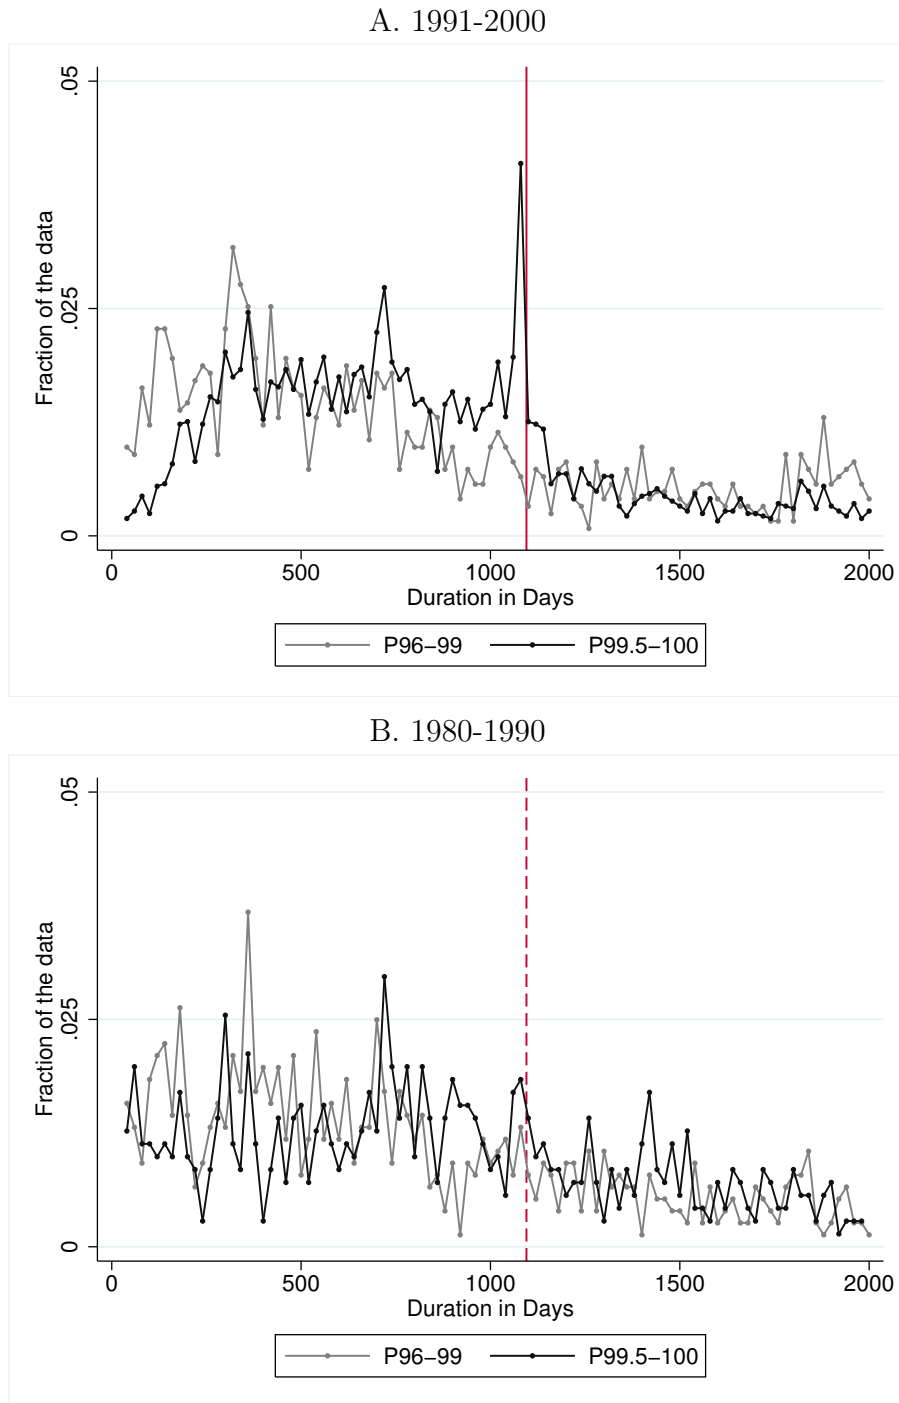 A. 1991-2000
.05
.025
0
Fraction of the data
0 500 1000 1500 2000
Duration in Days
P96–99 P99.5–100
B. 1980-1990
.05
.025
0
Fraction of the data
0 500 1000 1500 2000
Duration in Days
P96–99 P99.5–100